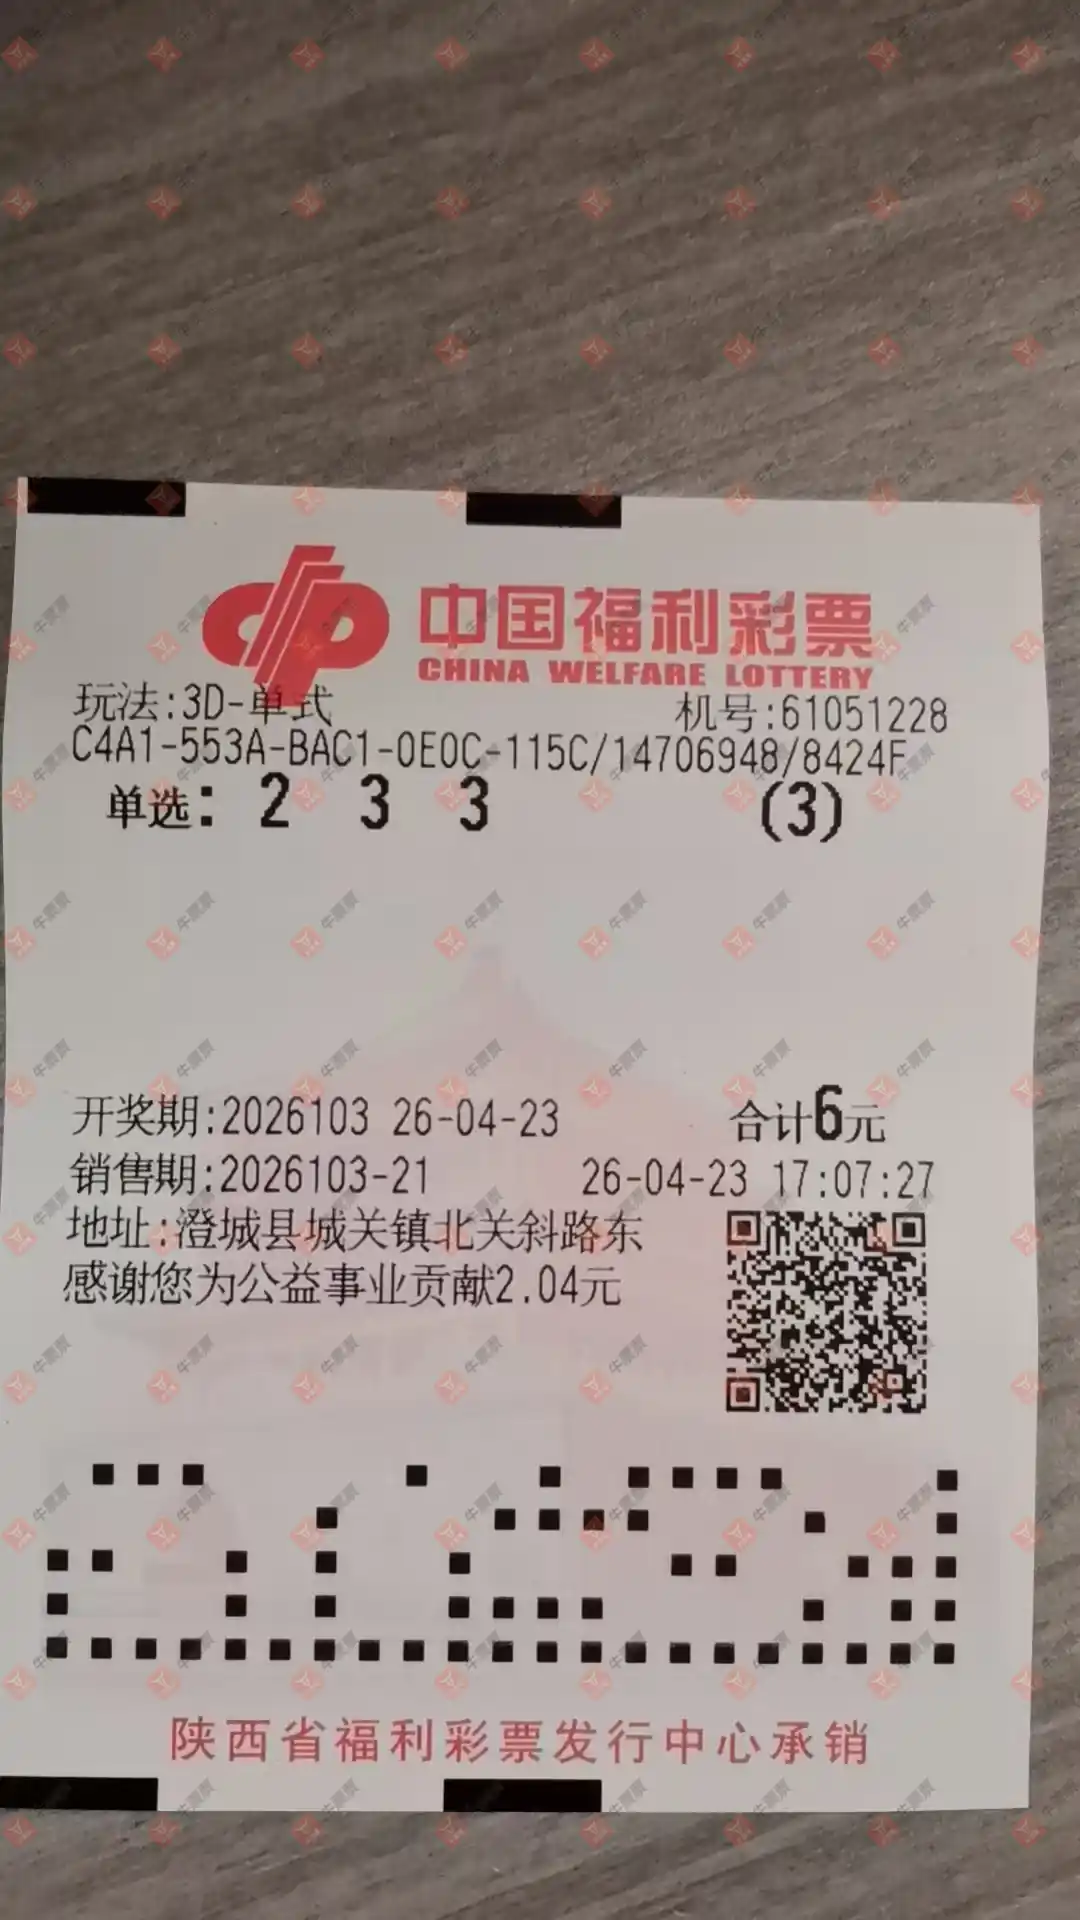 中国福利彩票
CHINA WELFARE LOTTERY
玩法:3D-单式 机号:61051228
C4A1-553A-BAC1-0E0C-115C/14706948/8424F
单选: 2 3 3 (3)
开奖期:2026103 26-04-23 合计6元
销售期:2026103-21 26-04-23 17:07:27
地址:澄城县城关镇北关斜路东
感谢您为公益事业贡献2.04元
陕西省福利彩票发行中心承销
牛票票